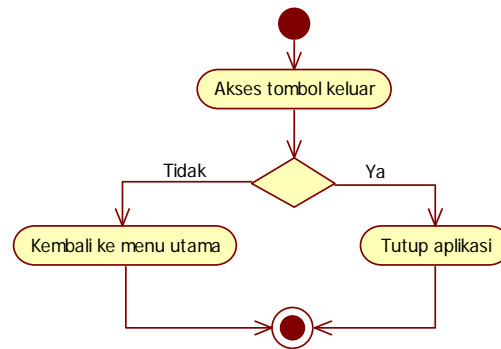 Akses tombol keluar
Tidak
Ya
Kembali ke menu utama
Tutup aplikasi